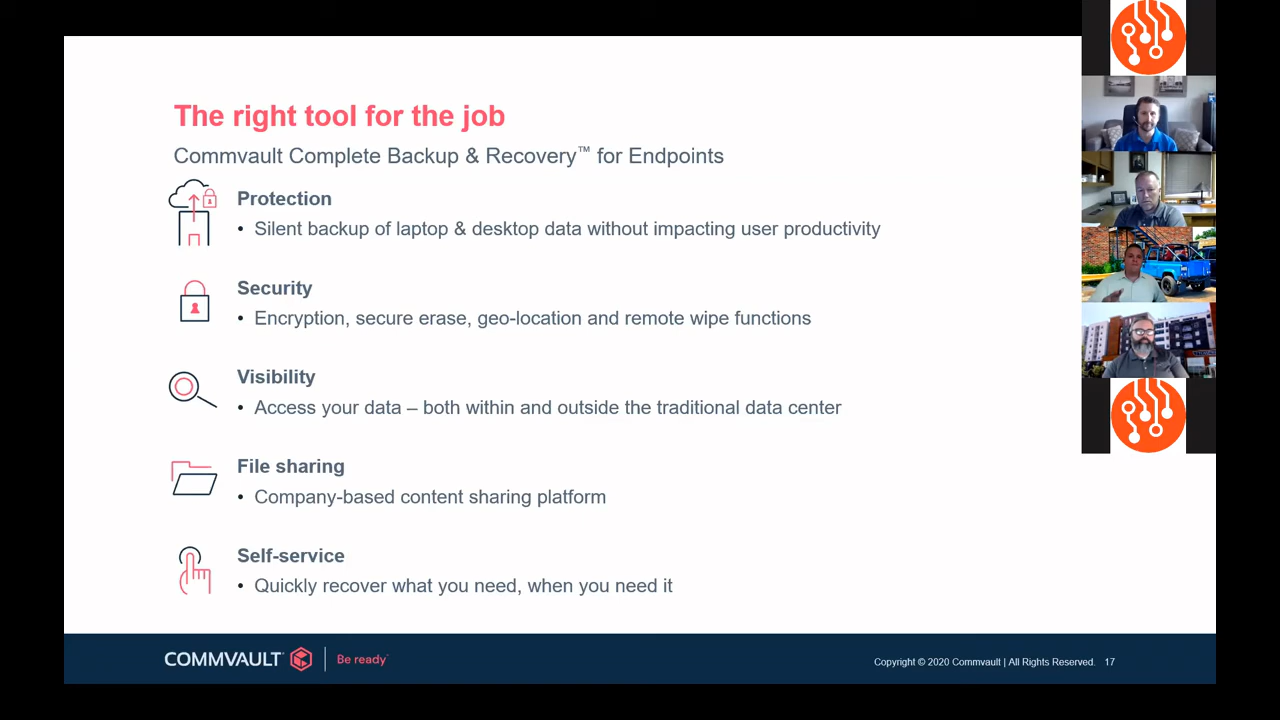 The right tool for the job
Commvault Complete Backup & Recovery™ for Endpoints
Protection
• Silent backup of laptop & desktop data without impacting user productivity
Security
• Encryption, secure erase, geo-location and remote wipe functions
Visibility
• Access your data – both within and outside the traditional data center
File sharing
• Company-based content sharing platform
Self-service
• Quickly recover what you need, when you need it
COMMVAULT
Be ready™
Copyright © 2020 Commvault | All Rights Reserved. 17